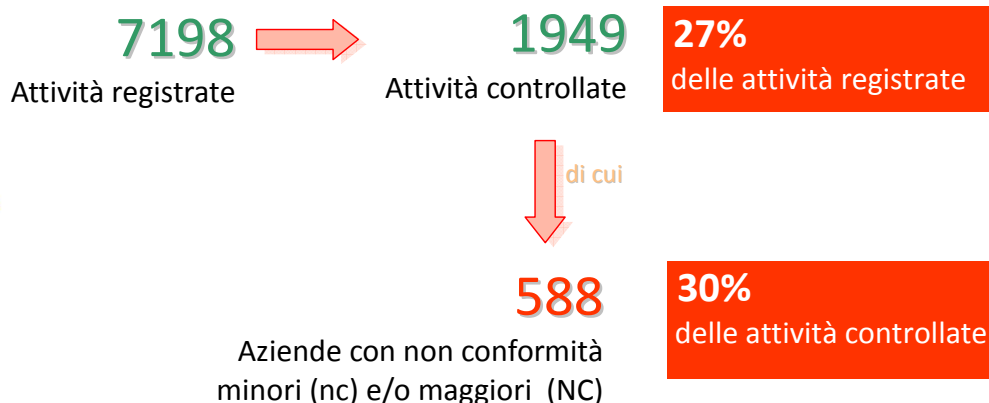 7198
Attività registrate
1949
Attività controllate
27%
delle attività registrate
di cui
588
Aziende con non conformità
minori (nc) e/o maggiori (NC)
30%
delle attività controllate